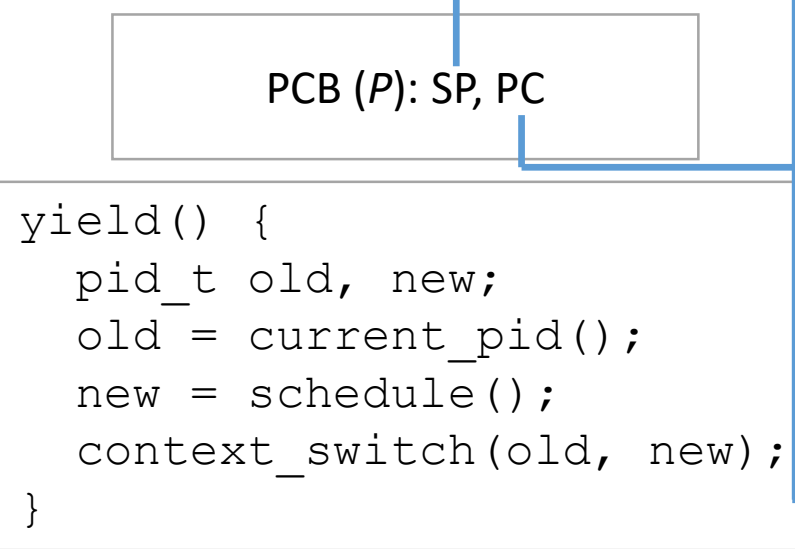 PCB (P): SP, PC
yield() {
  pid_t old, new;
  old = current_pid();
  new = schedule();
  context_switch(old, new);
}